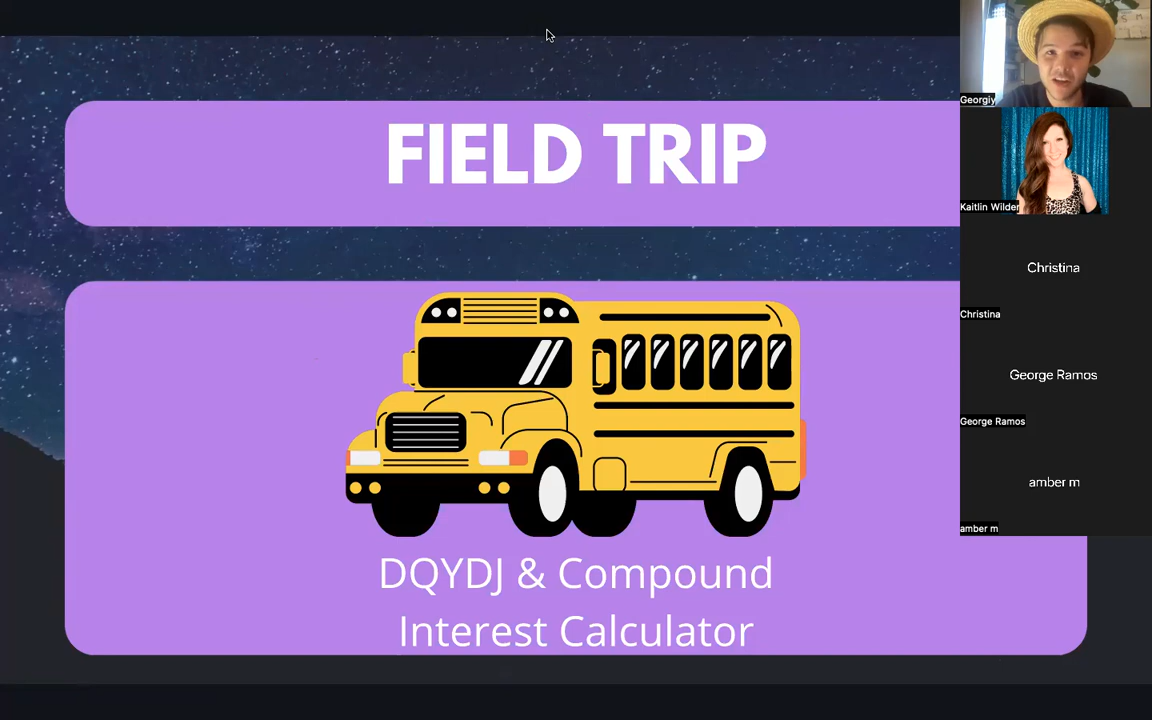 FIELD TRIP
DQYDJ & Compound
Interest Calculator
Georgiy
Kaitlin Wilder
Christina
Christina
George Ramos
George Ramos
amber m
amber m